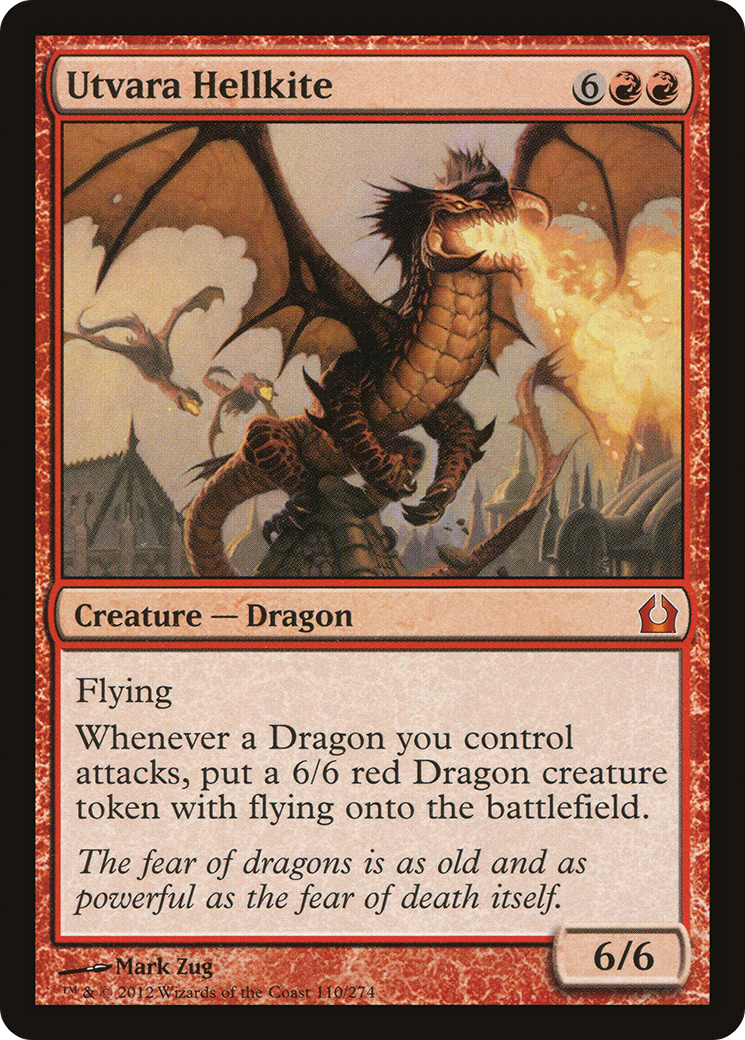 Utvara Hellkite
6
Creature — Dragon
Flying
Whenever a Dragon you control
attacks, put a 6/6 red Dragon creature
token with flying onto the battlefield.
The fear of dragons is as old and as
powerful as the fear of death itself.
6/6
Mark Zug
™ & © 2012 Wizards of the Coast 110/274